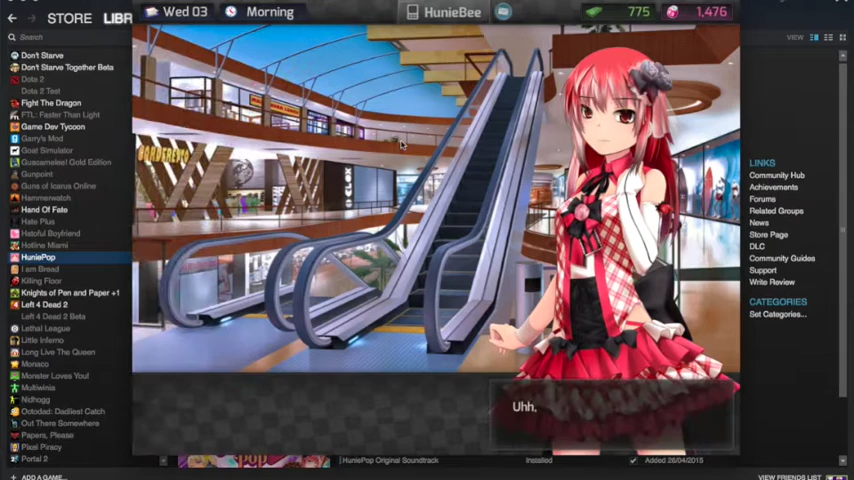 STORE LIBR
Wed 03
Morning
HunieBee
775
1,476
Search
VIEW
Don't Starve
Don't Starve Together Beta
Dota 2
Dota 2 Test
Fight The Dragon
FTL: Faster Than Light
Game Dev Tycoon
Garry's Mod
Goat Simulator
Guacamelee! Gold Edition
Gunpoint
Guns of Icarus Online
Hammerwatch
Hand Of Fate
Hate Plus
Hatoful Boyfriend
Hotline Miami
HuniePop
I am Bread
Killing Floor
Knights of Pen and Paper +1
Left 4 Dead 2
Left 4 Dead 2 Beta
Lethal League
Little Inferno
Long Live The Queen
Monaco
Monster Loves You!
Multiwinia
Nidhogg
Octodad: Dadliest Catch
Out There Somewhere
Papers, Please
Pixel Piracy
Portal 2
LINKS
Community Hub
Achievements
Forums
Related Groups
News
Store Page
DLC
Community Guides
Support
Write Review
CATEGORIES
Set Categories...
Uhh,
HuniePop Original Soundtrack
Installed
Added 28/04/2015
+ ADD A GAME...
VIEW FRIENDS LIST